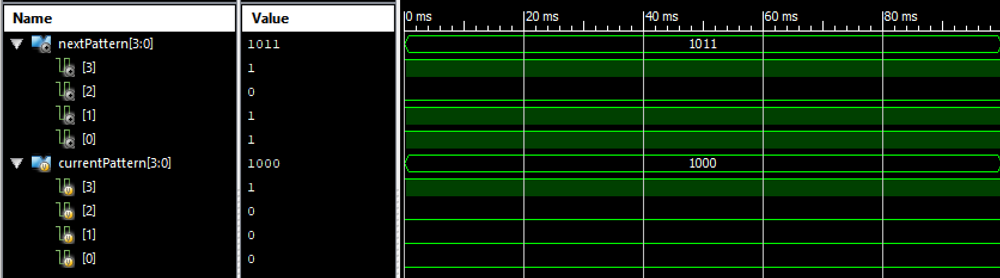 Name Value 0 ms 20 ms 40 ms 60 ms 80 ms
nextPattern[3:0] 1011 1011
[3] 1
[2] 0
[1] 1
[0] 1
currentPattern[3:0] 1000 1000
[3] 1
[2] 0
[1] 0
[0] 0